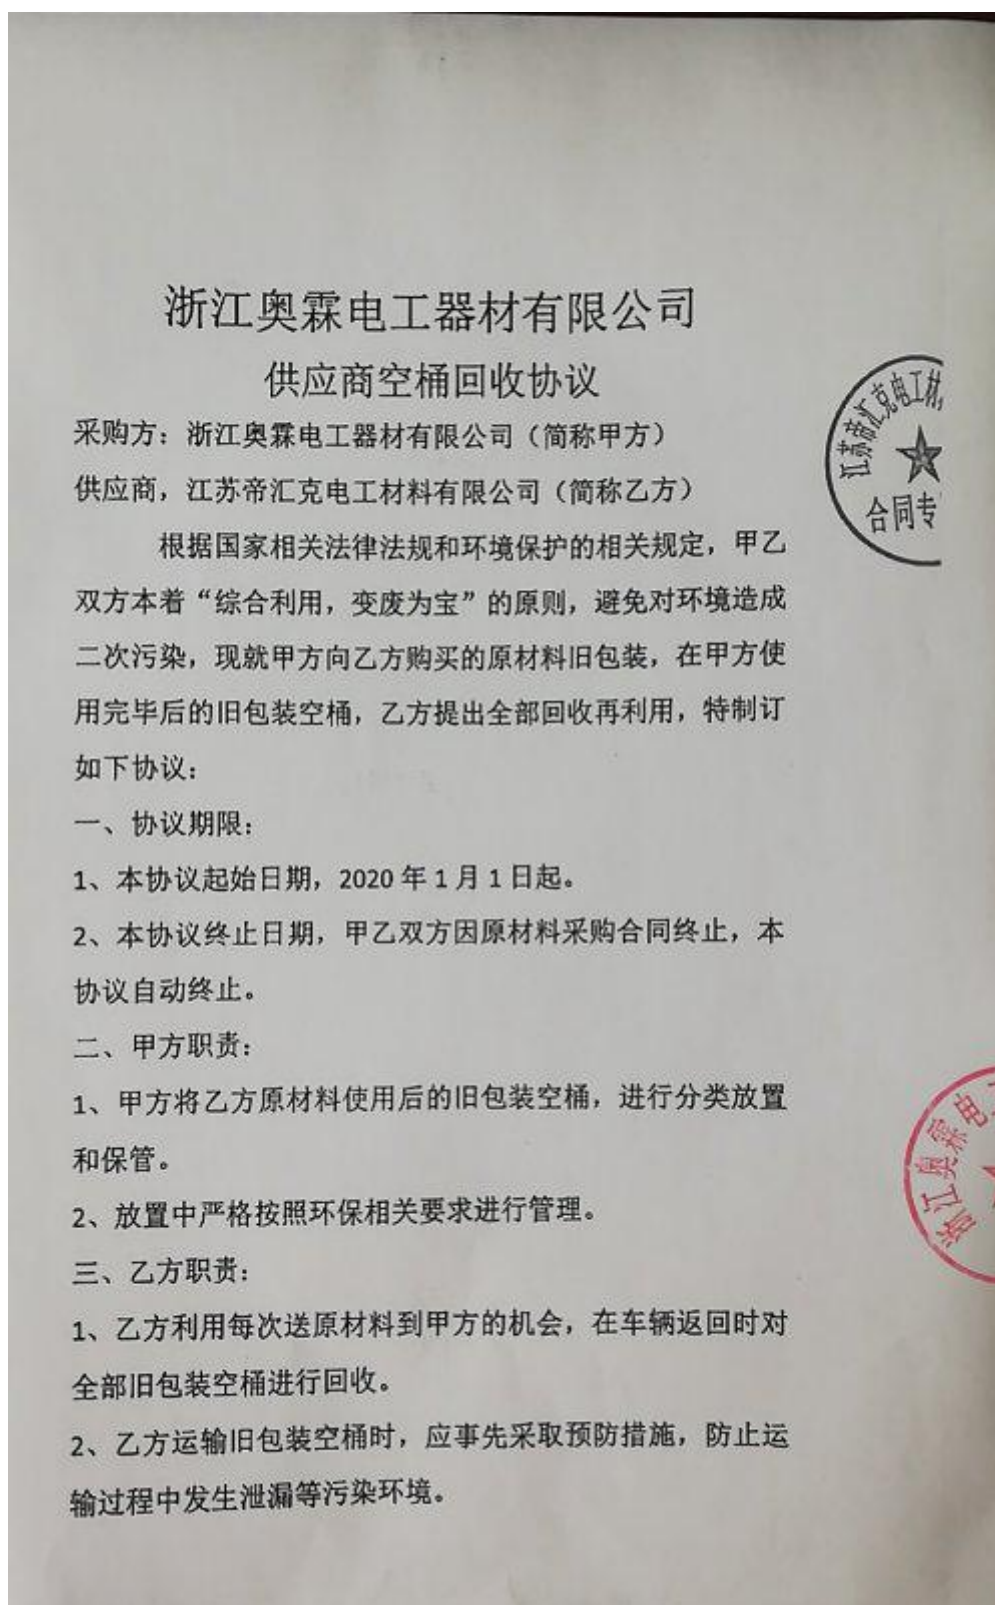 浙江奥霖电工器材有限公司
供应商空桶回收协议
采购方：浙江奥霖电工器材有限公司（简称甲方）
供应商，江苏帝汇克电工材料有限公司（简称乙方）
根据国家相关法律法规和环境保护的相关规定，甲乙
双方本着“综合利用，变废为宝”的原则，避免对环境造成
二次污染，现就甲方向乙方购买的原材料旧包装，在甲方使
用完毕后的旧包装空桶，乙方提出全部回收再利用，特制订
如下协议：
一、协议期限：
1、本协议起始日期，2020 年 1 月 1 日起。
2、本协议终止日期，甲乙双方因原材料采购合同终止，本
协议自动终止。
二、甲方职责：
1、甲方将乙方原材料使用后的旧包装空桶，进行分类放置
和保管。
2、放置中严格按照环保相关要求进行管理。
三、乙方职责：
1、乙方利用每次送原材料到甲方的机会，在车辆返回时对
全部旧包装空桶进行回收。
2、乙方运输旧包装空桶时，应事先采取预防措施，防止运
输过程中发生泄漏等污染环境。
江苏帝汇克电工材
合同专
浙江奥霖电